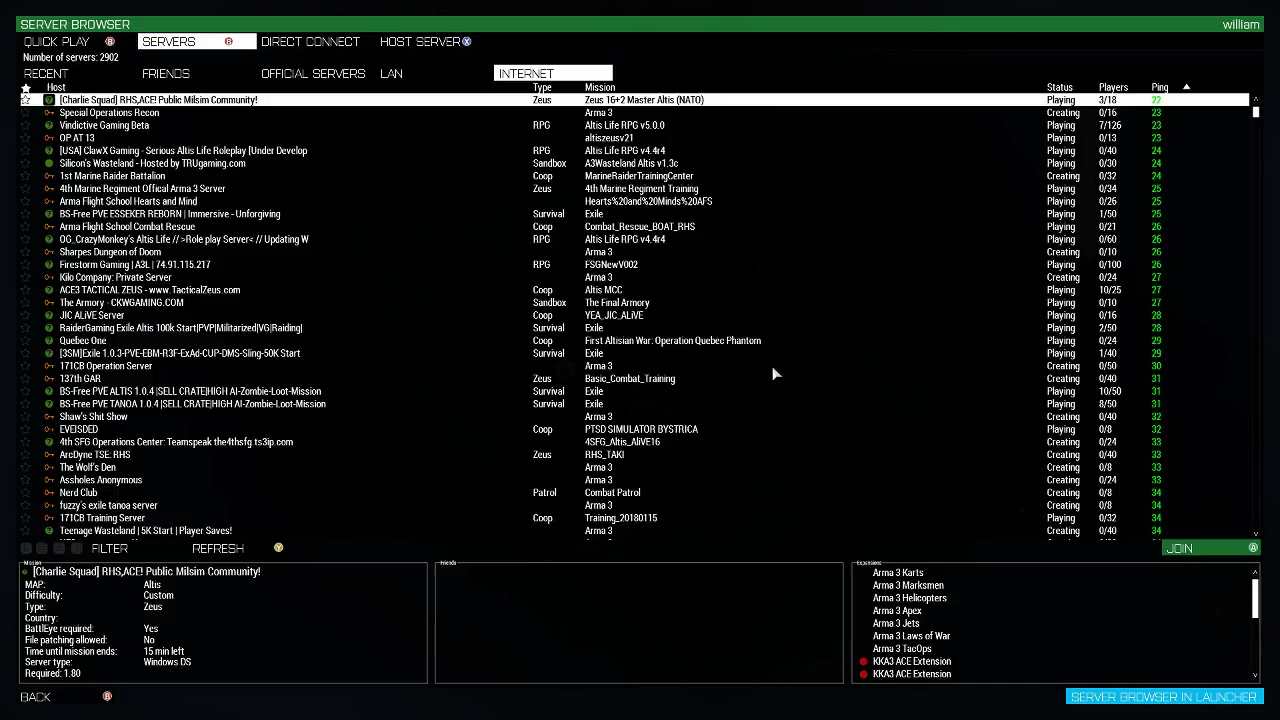 SERVER BROWSER william
QUICK PLAY B SERVERS B DIRECT CONNECT HOST SERVER X
Number of servers: 2902
RECENT FRIENDS OFFICIAL SERVERS LAN INTERNET
Host Type Mission Status Players Ping
[Charlie Squad] RHS,ACE! Public Milsim Community! Zeus Zeus 16+2 Master Altis (NATO) Playing 3/18 22
Special Operations Recon Arma 3 Creating 0/16 23
Vindictive Gaming Beta RPG Altis Life RPG v5.0.0 Playing 7/126 23
OP AT 13 altiszeusv21 Playing 0/13 23
[USA] ClawX Gaming - Serious Altis Life Roleplay [Under Develop RPG Altis Life RPG v4.4r4 Playing 0/40 24
Silicon's Wasteland - Hosted by TRUgaming.com Sandbox A3Wasteland Altis v1.3c Playing 0/30 24
1st Marine Raider Battalion Coop MarineRaiderTrainingCenter Creating 0/32 24
4th Marine Regiment Offical Arma 3 Server Zeus 4th Marine Regiment Training Playing 0/34 25
Arma Flight School Hearts and Mind Hearts%20and%20Minds%20AFS Playing 0/26 25
BS-Free PVE ESSEKER REBORN | Immersive - Unforgiving Survival Exile Playing 1/50 25
Arma Flight School Combat Rescue Coop Combat_Rescue_BOAT_RHS Playing 0/21 26
OG_CrazyMonkey's Altis Life // >Role play Server< // Updating W RPG Altis Life RPG v4.4r4 Playing 0/60 26
Sharpes Dungeon of Doom Arma 3 Creating 0/10 26
Firestorm Gaming | A3L | 74.91.115.217 RPG FSGNewV002 Playing 0/100 26
Kilo Company: Private Server Arma 3 Creating 0/24 27
ACE3 TACTICAL ZEUS - www.TacticalZeus.com Coop Altis MCC Playing 10/25 27
The Armory - CKWGAMING.COM Sandbox The Final Armory Playing 0/10 27
JIC ALiVE Server Coop YEA_JIC_ALiVE Playing 0/16 28
RaiderGaming Exile Altis 100k Start|PVP|Militarized|VG|Raiding| Survival Exile Playing 2/50 28
Quebec One Coop First Altisian War: Operation Quebec Phantom Playing 0/24 29
[3SM]Exile 1.0.3-PVE-EBM-R3F-ExAd-CUP-DMS-Sling-50K Start Survival Exile Playing 1/40 29
171CB Operation Server Arma 3 Creating 0/50 30
137th GAR Zeus Basic_Combat_Training Creating 0/40 31
BS-Free PVE ALTIS 1.0.4 |SELL CRATE|HIGH AI-Zombie-Loot-Mission Survival Exile Playing 10/50 31
BS-Free PVE TANOA 1.0.4 |SELL CRATE|HIGH AI-Zombie-Loot-Mission Survival Exile Playing 8/50 31
Shaw's Shit Show Arma 3 Creating 0/40 32
EVEISDED Coop PTSD SIMULATOR BYSTRICA Playing 0/8 32
4th SFG Operations Center: Teamspeak the4thsfg.ts3ip.com 4SFG_Altis_AliVE16 Creating 0/24 33
ArcDyne TSE: RHS Zeus RHS_TAKI Creating 0/40 33
The Wolf's Den Arma 3 Creating 0/8 33
Assholes Anonymous Arma 3 Creating 0/24 33
Nerd Club Patrol Combat Patrol Creating 0/8 34
fuzzy's exile tanoa server Arma 3 Creating 0/8 34
171CB Training Server Coop Training_20180115 Playing 0/32 34
Teenage Wasteland | 5K Start | Player Saves! Arma 3 Creating 0/40 34
FILTER REFRESH Y JOIN A
Mission Friends Expansions
[Charlie Squad] RHS,ACE! Public Milsim Community! Arma 3 Karts
MAP: Altis Arma 3 Marksmen
Difficulty: Custom Arma 3 Helicopters
Type: Zeus Arma 3 Apex
Country: Arma 3 Jets
BattlEye required: Yes Arma 3 Laws of War
File patching allowed: No Arma 3 TacOps
Time until mission ends: 15 min left
Server type: Windows DS KKA3 ACE Extension
Required: 1.80 KKA3 ACE Extension
BACK B SERVER BROWSER IN LAUNCHER